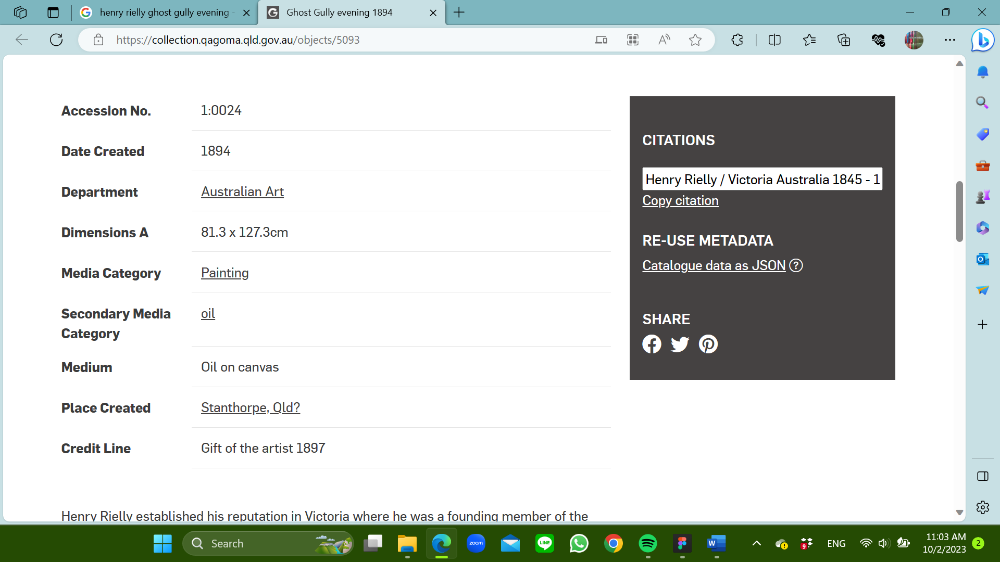 henry rielly ghost gully evening -
Ghost Gully evening 1894
https://collection.qagoma.qld.gov.au/objects/5093
Accession No. 1:0024
Date Created 1894
Department Australian Art
Dimensions A 81.3 x 127.3cm
Media Category Painting
Secondary Media oil
Category
Medium Oil on canvas
Place Created Stanthorpe, Qld?
Credit Line Gift of the artist 1897
Henry Rielly established his reputation in Victoria where he was a founding member of the
CITATIONS
Henry Rielly / Victoria Australia 1845 - 1
Copy citation
RE-USE METADATA
Catalogue data as JSON ?
SHARE
Search
zoom
LINE
W
9
ENG
11:03 AM
10/2/2023
2